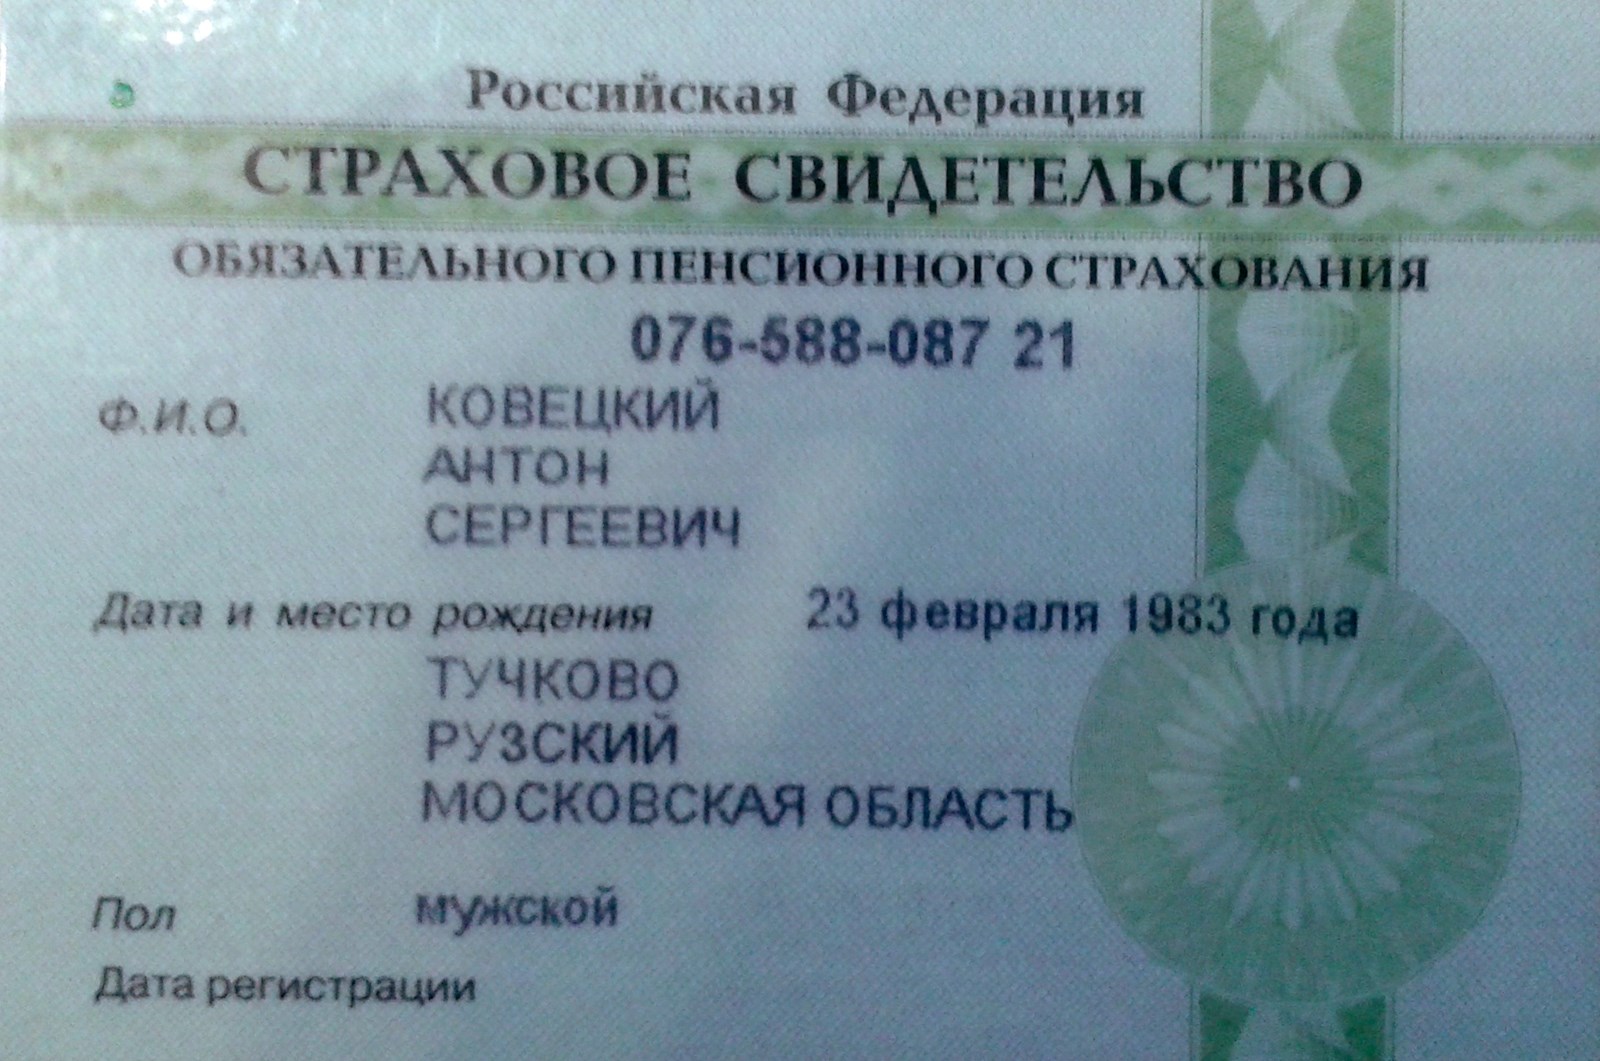 Российская Федерация
СТРАХОВОЕ СВИДЕТЕЛЬСТВО
ОБЯЗАТЕЛЬНОГО ПЕНСИОННОГО СТРАХОВАНИЯ
076-588-087 21
Ф.И.О. КОВЕЦКИЙ
АНТОН
СЕРГЕЕВИЧ
Дата и место рождения 23 февраля 1983 года
ТУЧКОВО
РУЗСКИЙ
МОСКОВСКАЯ ОБЛАСТЬ
Пол мужской
Дата регистрации